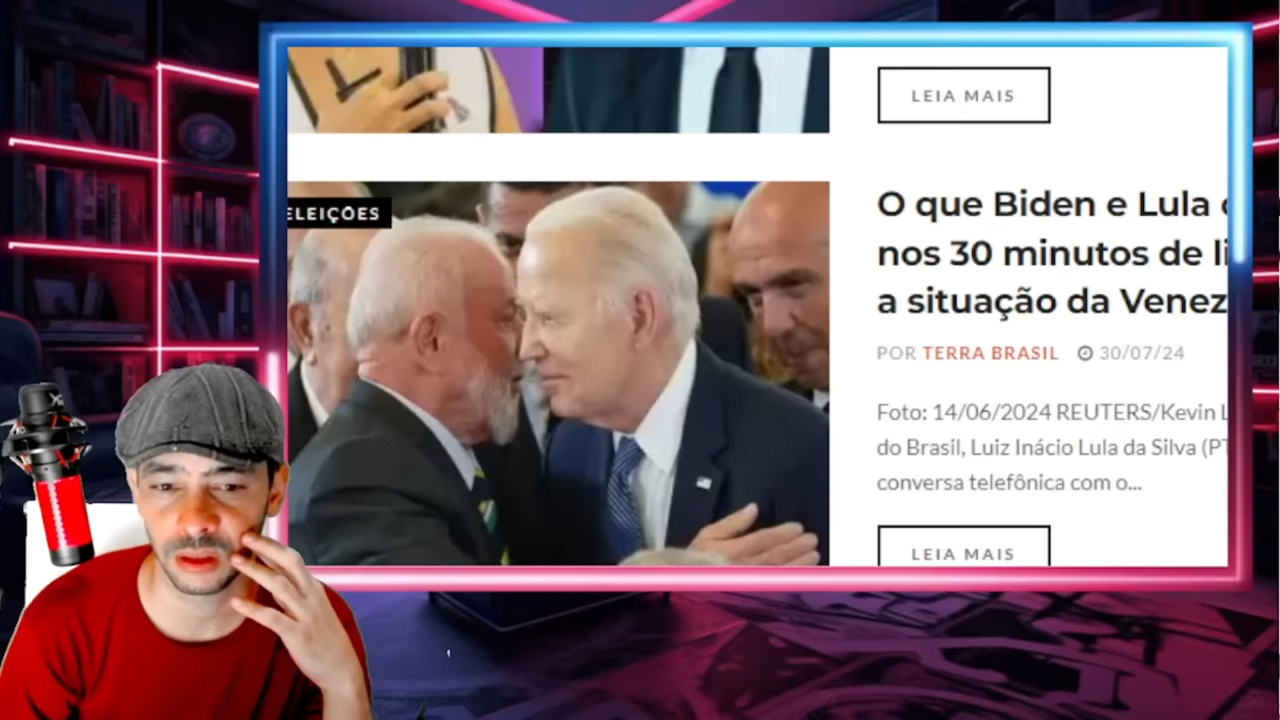 LEIA MAIS
ELEIÇÕES
O que Biden e Lula
nos 30 minutos de
a situação da Venez
POR TERRA BRASIL 30/07/24
Foto: 14/06/2024 REUTERS/Kevin L
do Brasil, Luiz Inácio Lula da Silva (PT
conversa telefônica com o...
LEIA MAIS